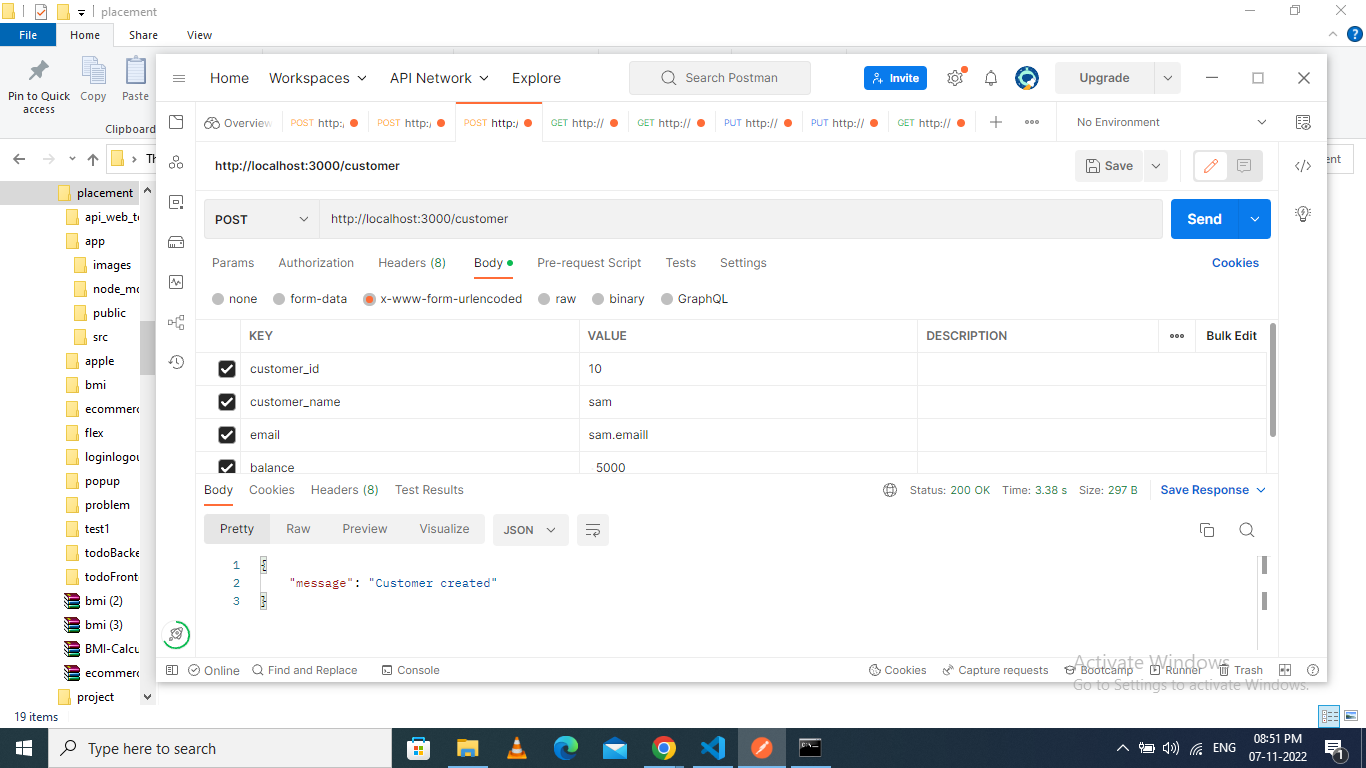 placement
File Home Share View
Pin to Quick access Copy Paste
Clipboard
Home Workspaces API Network Explore Search Postman Invite Upgrade
Overview POST http:/ POST http:/ POST http:/ GET http:// GET http:// PUT http:// PUT http:// GET http:// No Environment
http://localhost:3000/customer Save
POST http://localhost:3000/customer Send
Params Authorization Headers (8) Body Pre-request Script Tests Settings Cookies
none form-data x-www-form-urlencoded raw binary GraphQL
KEY VALUE DESCRIPTION Bulk Edit
customer_id 10
customer_name sam
email sam.emaill
balance 5000
Body Cookies Headers (8) Test Results Status: 200 OK Time: 3.38 s Size: 297 B Save Response
Pretty Raw Preview Visualize JSON
1 {
2 "message": "Customer created"
3 }
Online Find and Replace Console Cookies Capture requests Bootcamp Runner Trash
Activate Windows
Go to Settings to activate Windows.
placement
api_web_t
app
images
node_mo
public
src
apple
bmi
ecommerc
flex
loginlogou
popup
problem
test1
todoBacke
todoFront
bmi (2)
bmi (3)
BMI-Calcu
ecommerc
project
19 items
Type here to search ENG 08:51 PM
07-11-2022
1